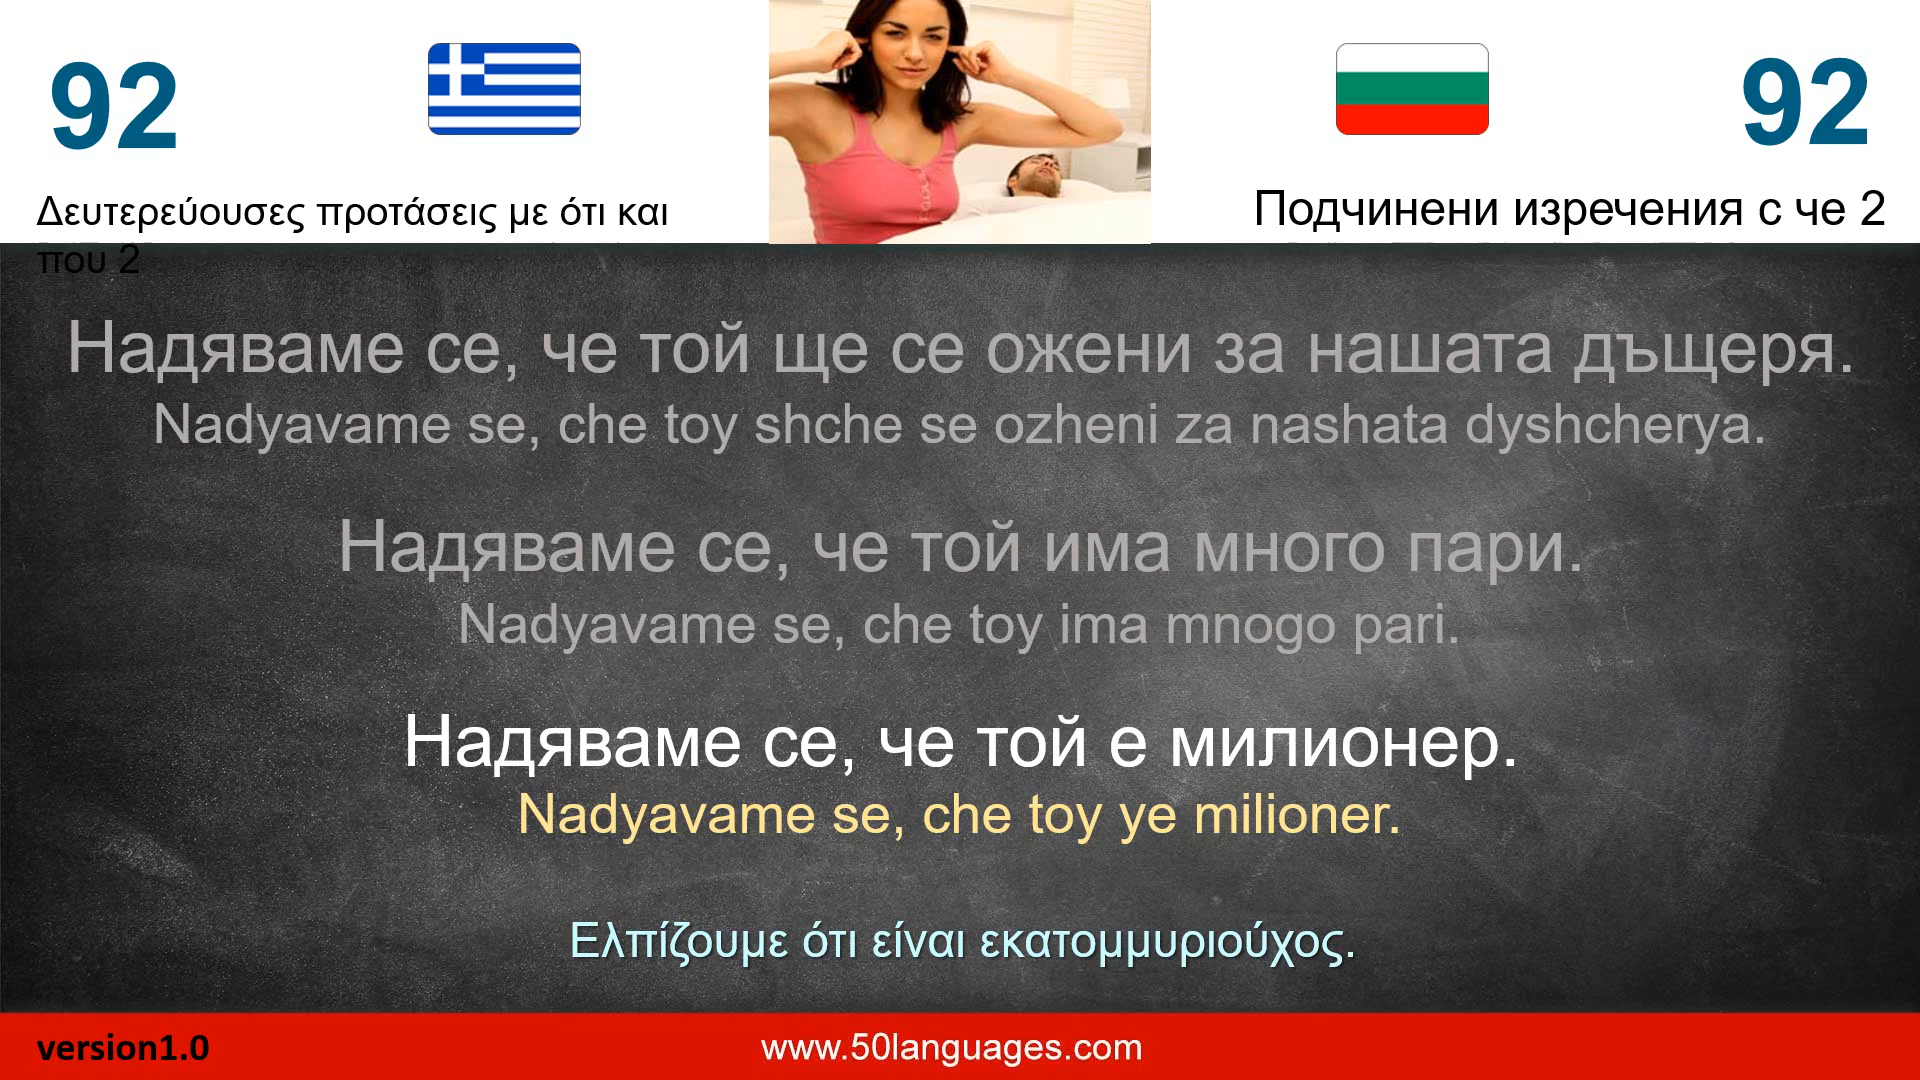 92
92
Δευτερεύουσες προτάσεις με ότι και
που 2
Подчинени изречения с че 2
Надяваме се, че той ще се ожени за нашата дъщеря.
Nadyavame se, che toy shche se ozheni za nashata dyshcherya.
Надяваме се, че той има много пари.
Nadyavame se, che toy ima mnogo pari.
Надяваме се, че той е милионер.
Nadyavame se, che toy ye milioner.
Ελπίζουμε ότι είναι εκατομμυριούχος.
version1.0
www.50languages.com